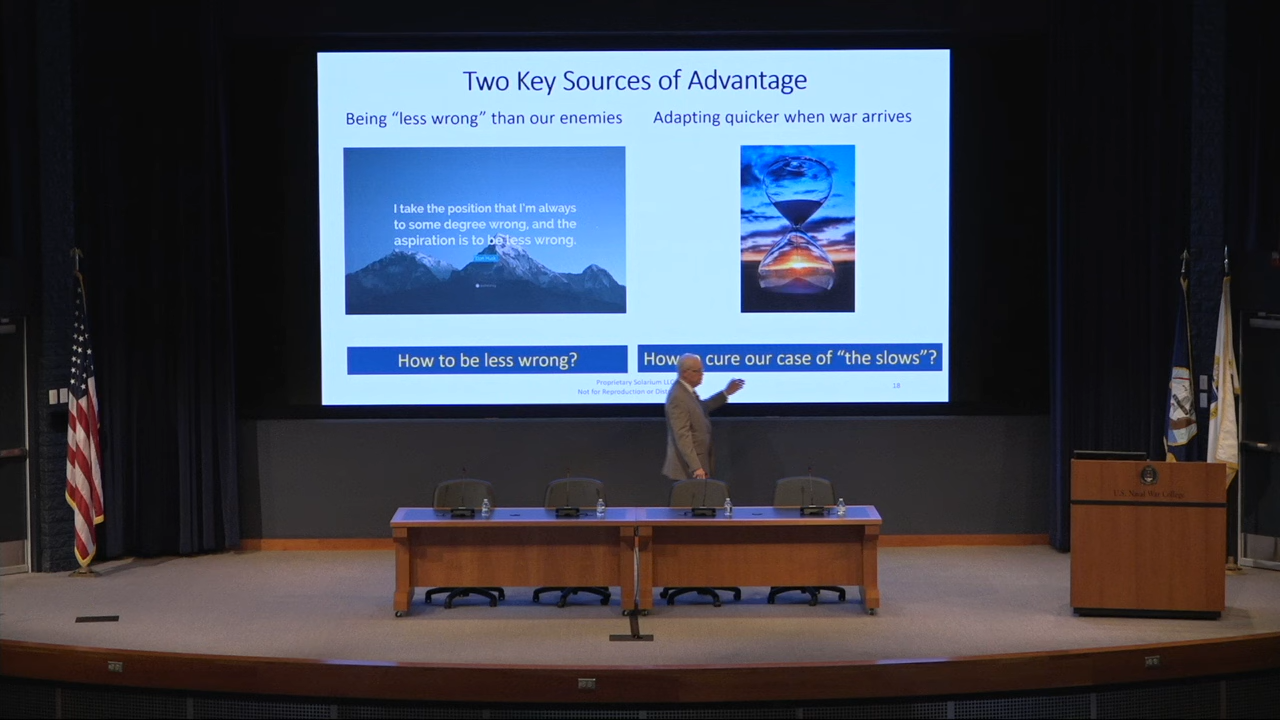 Two Key Sources of Advantage
Being “less wrong” than our enemies
Adapting quicker when war arrives
I take the position that I'm always
to some degree wrong, and the
aspiration is to be less wrong.
How to be less wrong?
How cure our case of “the slows”?
Proprietary Solarium LLC
Not for Reproduction or
18
U.S. Naval War College